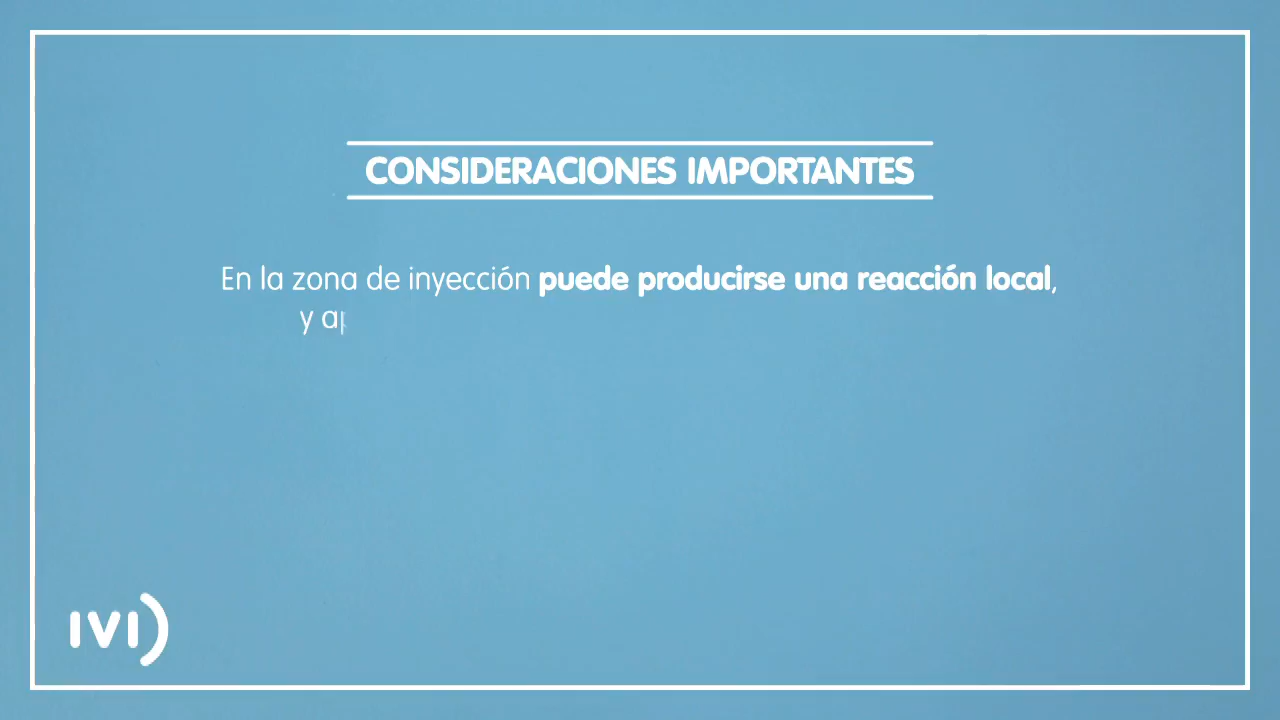 CONSIDERACIONES IMPORTANTES
En la zona de inyección puede producirse una reacción local,
y
IVI